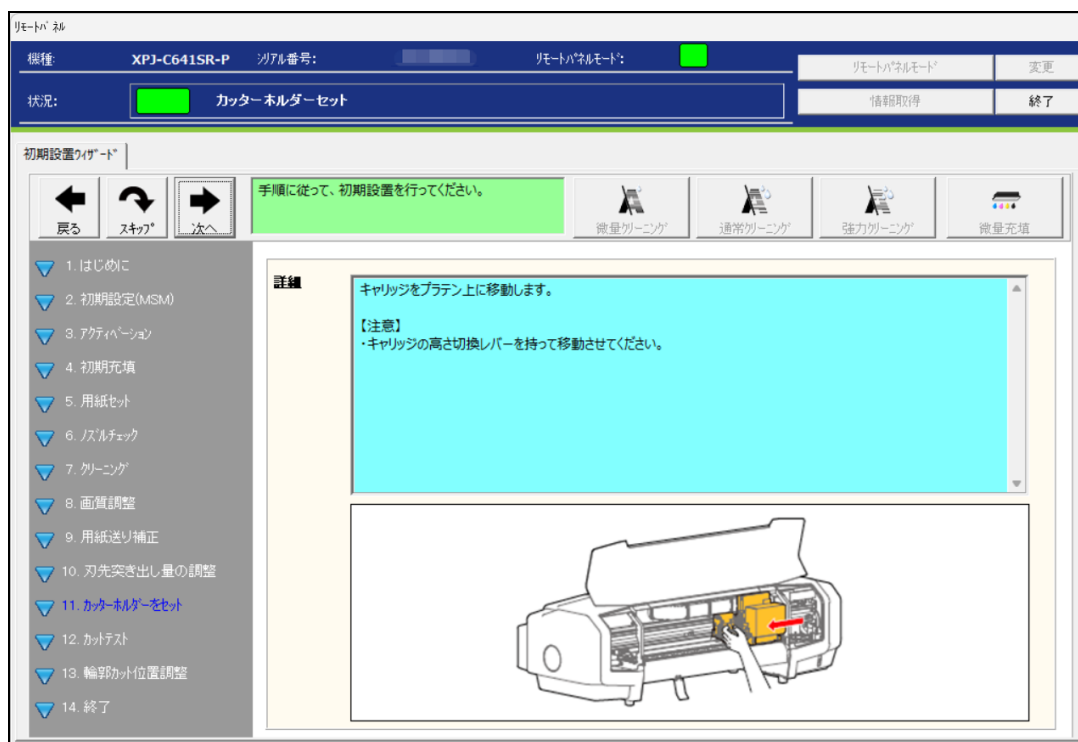 リモートパネル
機種: XPJ-C641SR-P シリアル番号: リモートパネルモード:
リモートパネルモード 変更
状況: カッターホルダーセット
情報取得 終了
初期設置ウィザード
戻る スキップ 次へ
手順に従って、初期設置を行ってください。
微量クリーニング 通常クリーニング 強力クリーニング 微量充填
1. はじめに
2. 初期設定(MSM)
3. アクティベーション
4. 初期充填
5. 用紙セット
6. ノズルチェック
7. クリーニング
8. 画質調整
9. 用紙送り補正
10. 刃先突き出し量の調整
11. カッターホルダーをセット
12. カットテスト
13. 輪郭カット位置調整
14. 終了
詳細
キャリッジをプラテン上に移動します。
【注意】
・キャリッジの高さ切換レバーを持って移動させてください。